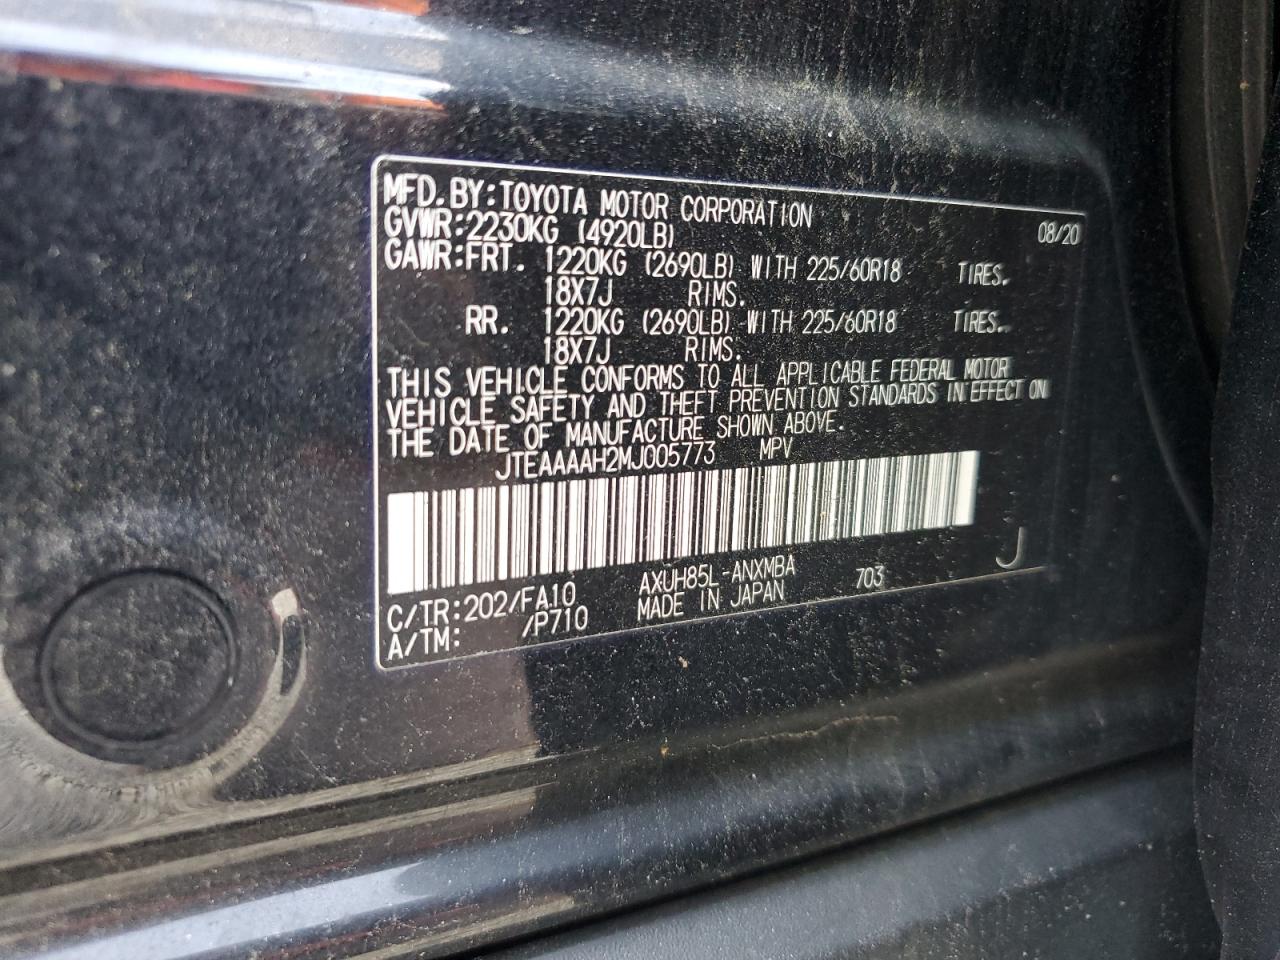 MFD.BY:TOYOTA MOTOR CORPORATION 08/20
GVWR:2230KG (4920LB)
GAWR:FRT. 1220KG (2690LB) WITH 225/60R18 TIRES.
18X7J RIMS.
RR. 1220KG (2690LB) WITH 225/60R18 TIRES.
18X7J RIMS.
THIS VEHICLE CONFORMS TO ALL APPLICABLE FEDERAL MOTOR
VEHICLE SAFETY AND THEFT PREVENTION STANDARDS IN EFFECT ON
THE DATE OF MANUFACTURE SHOWN ABOVE.
JTEAAAAH2MJ005773 MPV
C/TR:202/FA10 AXUH85L-ANXMBA 703 J
A/TM: /P710 MADE IN JAPAN